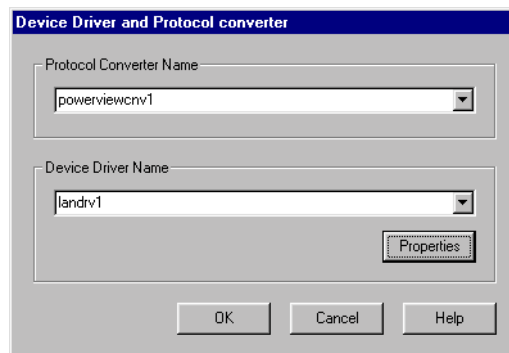 Device Driver and Protocol converter
Protocol Converter Name
powerviewcnv1
Device Driver Name
landrv1
Properties
OK
Cancel
Help